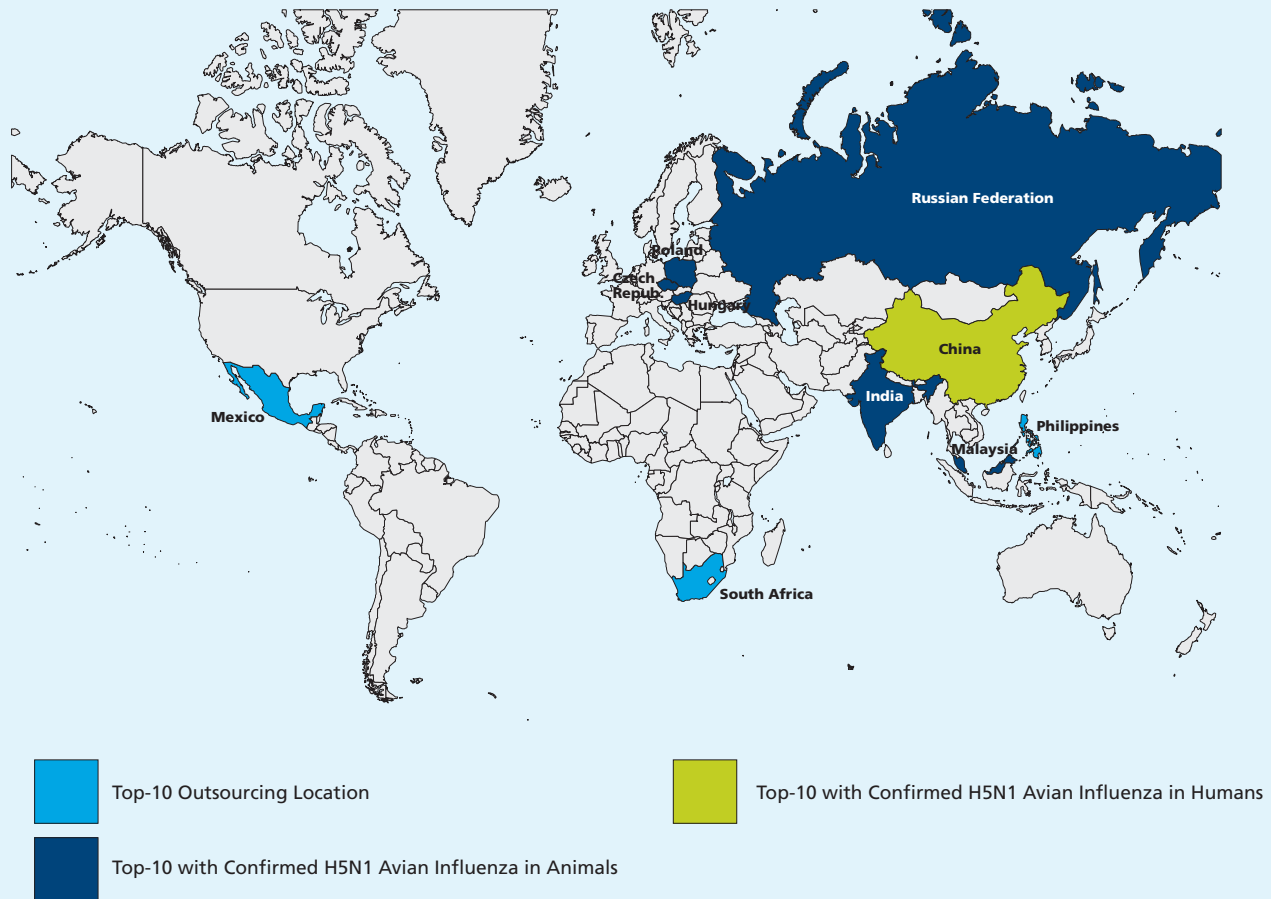 Russian Federation
Poland
Czech
Repub.
Hungary
China
India
Mexico
Philippines
Malaysia
South Africa
Top-10 Outsourcing Location
Top-10 with Confirmed H5N1 Avian Influenza in Humans
Top-10 with Confirmed H5N1 Avian Influenza in Animals